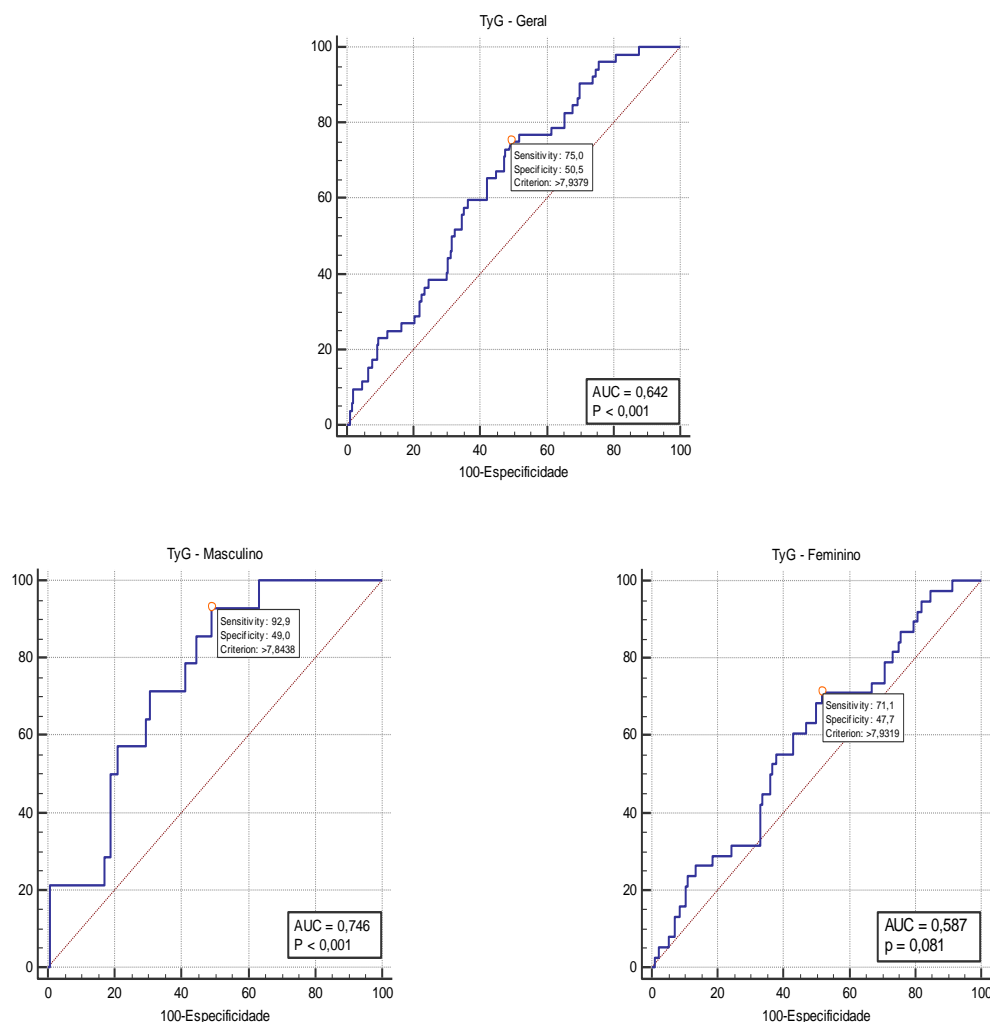 TyG - Geral
100
80
60
40
20
0
Sensitivity: 75,0
Specificity: 50,5
Criterion: >7,9379
AUC = 0,642
P < 0,001
0 20 40 60 80 100
100-Especificidade
TyG - Masculino
100
80
60
40
20
0
Sensitivity: 92,9
Specificity: 49,0
Criterion: >7,8438
AUC = 0,746
P < 0,001
0 20 40 60 80 100
100-Especificidade
TyG - Feminino
100
80
60
40
20
0
Sensitivity: 71,1
Specificity: 47,7
Criterion: >7,9319
AUC = 0,587
p = 0,081
0 20 40 60 80 100
100-Especificidade